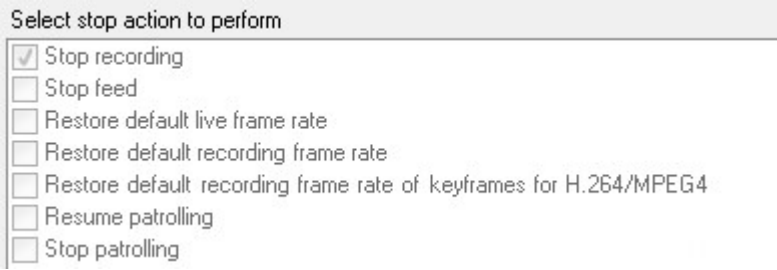 Select stop action to perform
Stop recording
Stop feed
Restore default live frame rate
Restore default recording frame rate
Restore default recording frame rate of keyframes for H.264/MPEG4
Resume patrolling
Stop patrolling